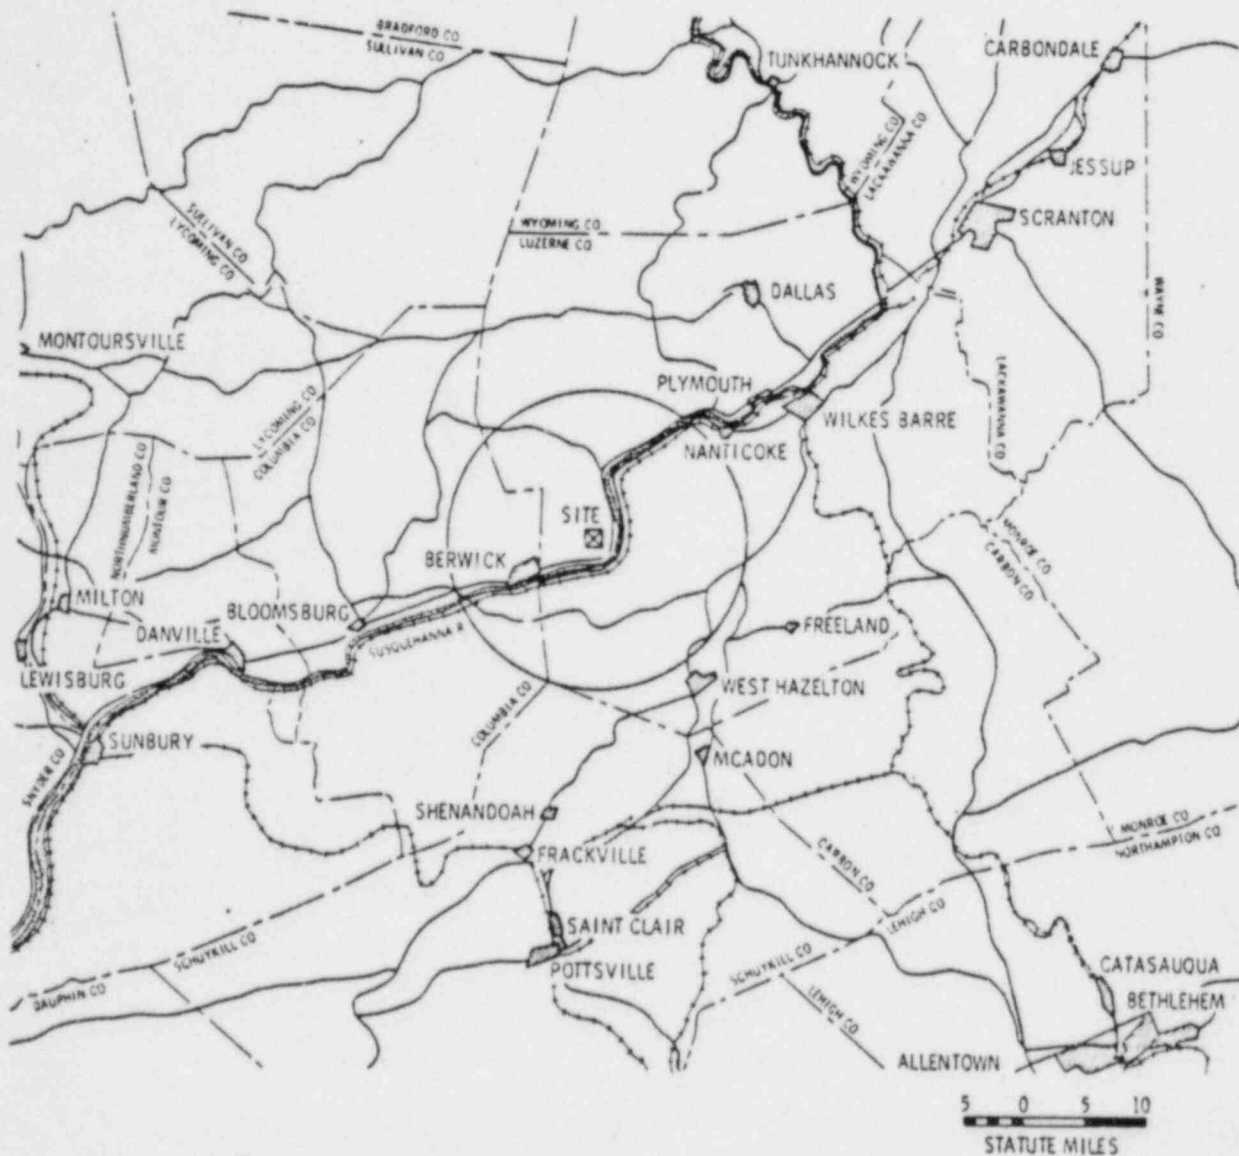 BRADFORD CO
SULLIVAN CO
TUNKHANNOCK
CARBONDALE
WYOMING CO
LACKAWANNA CO
JESSUP
SULLIVAN CO
LYCOMING CO
WYOMING CO
LUZERNE CO
SCRANTON
DALLAS
WAYNE CO
MONTOURSVILLE
LACKAWANNA CO
PLYMOUTH
LYCOMING CO
COLUMBIA CO
WILKES BARRE
NANTICOKE
NORTHNUMBERLAND CO
MONTOUR CO
SITE
MONROE CO
CARBON CO
BERWICK
MILTON
BLOOMSBURG
DANVILLE
SUSQUEHANNA R
FREELAND
LEWISBURG
WEST HAZELTON
COLUMBIA CO
SUNBURY
SNYDER CO
MCADON
SHENANDOAH
MONROE CO
NORTHAMPTON CO
FRACKVILLE
CARBON CO
SAINT CLAIR
LEHIGH CO
SCHUYKILL CO
POTTSVILLE
SCHUYKILL CO
DAUPHIN CO
LEHIGH CO
CATASAUQUA
BETHLEHEM
ALLENTOWN
5 0 5 10
STATUTE MILES